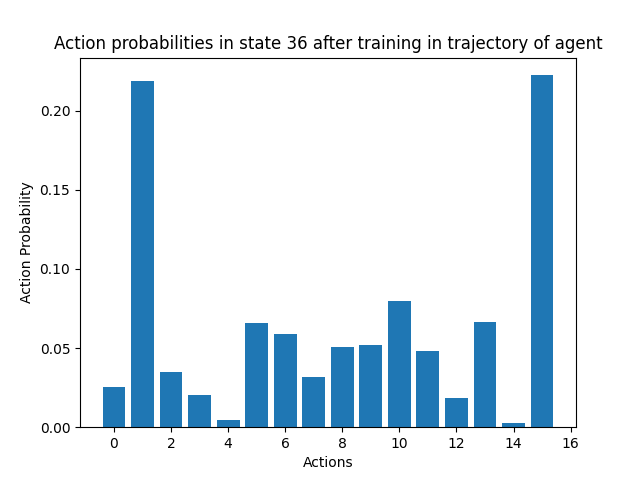 Action probabilities in state 36 after training in trajectory of agent
0.20
0.15
0.10
0.05
0.00
Action Probability
0 2 4 6 8 10 12 14 16
Actions